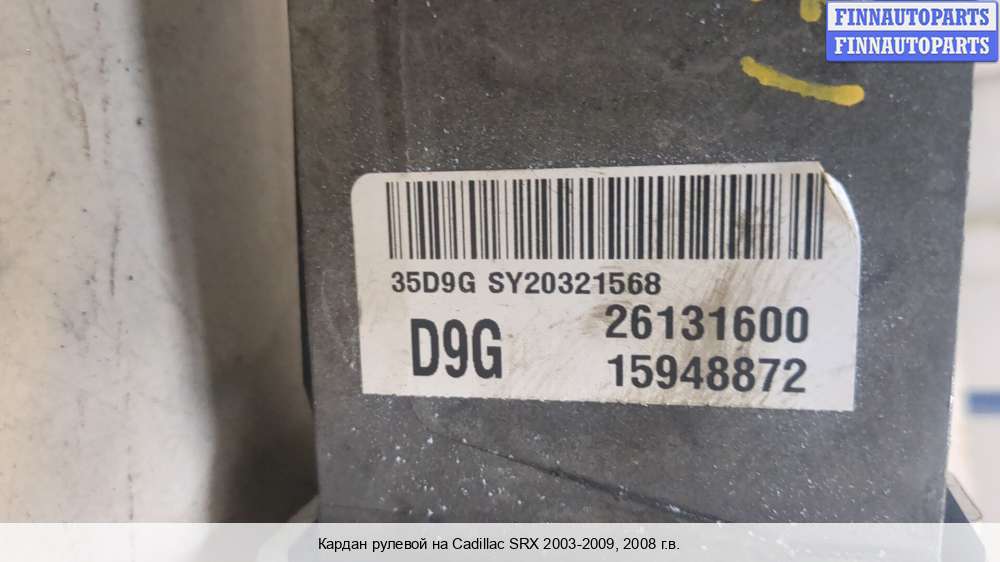 FINNAUTOPARTS
FINNAUTOPARTS
35D9G SY20321568
D9G 26131600
15948872
Кардан рулевой на Cadillac SRX 2003-2009, 2008 г.в.